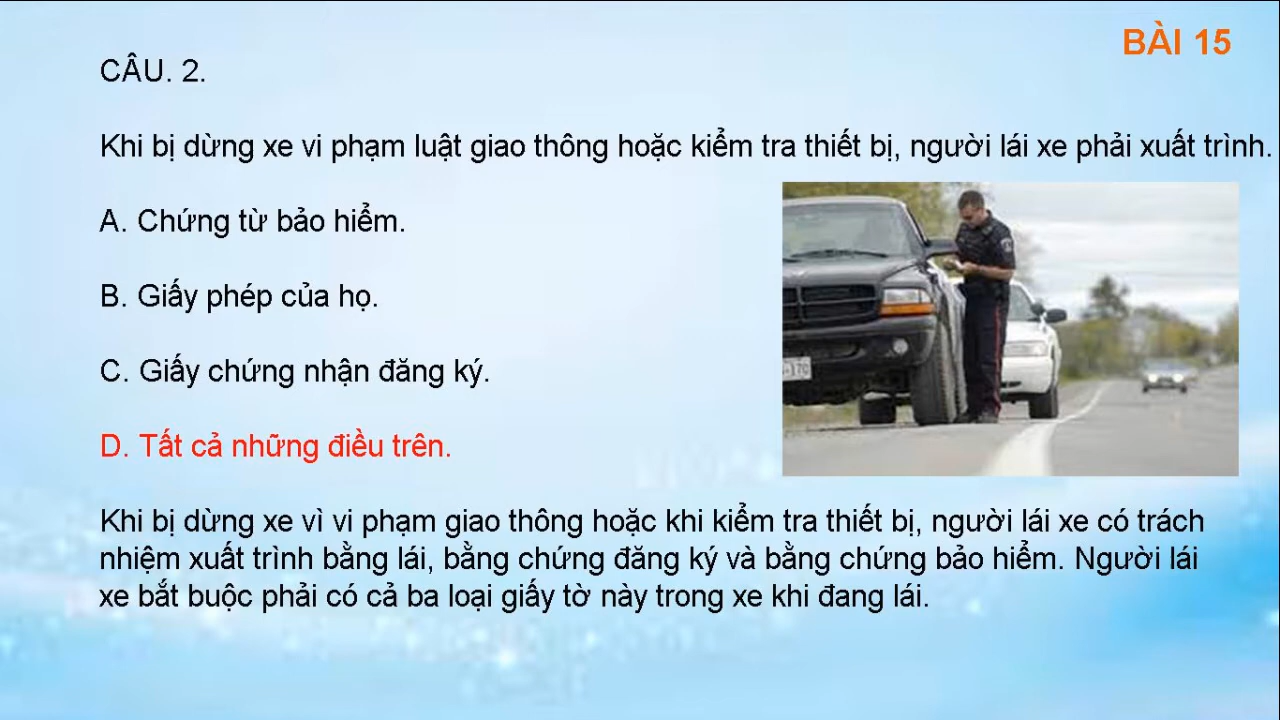 BÀI 15
CÂU. 2.
Khi bị dừng xe vi phạm luật giao thông hoặc kiểm tra thiết bị, người lái xe phải xuất trình.
A. Chứng từ bảo hiểm.
B. Giấy phép của họ.
C. Giấy chứng nhận đăng ký.
D. Tất cả những điều trên.
Khi bị dừng xe vì vi phạm giao thông hoặc khi kiểm tra thiết bị, người lái xe có trách
nhiệm xuất trình bằng lái, bằng chứng đăng ký và bằng chứng bảo hiểm. Người lái
xe bắt buộc phải có cả ba loại giấy tờ này trong xe khi đang lái.